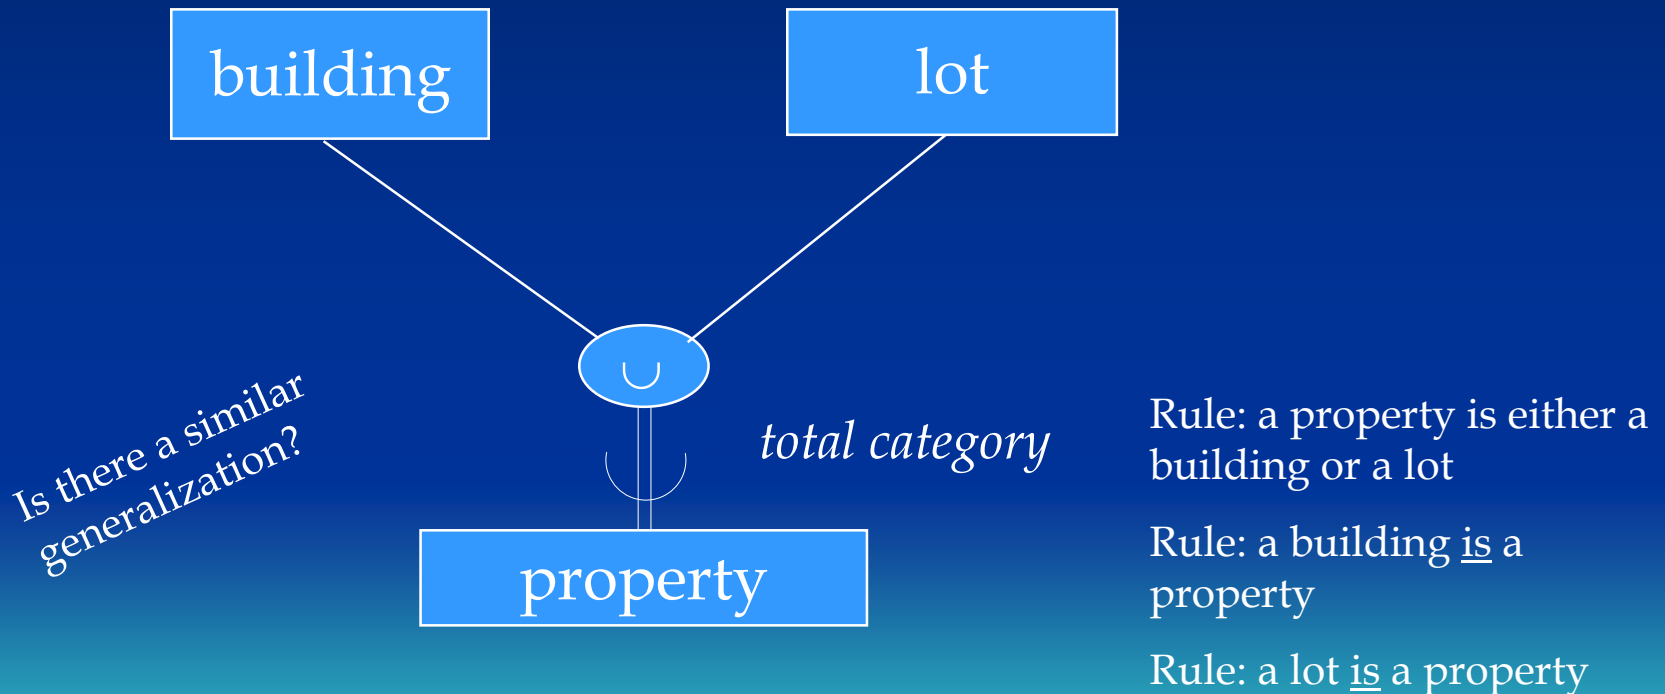 building
lot
∪
Is there a similar
generalization?
total category
property
Rule: a property is either a
building or a lot
Rule: a building is a
property
Rule: a lot is a property